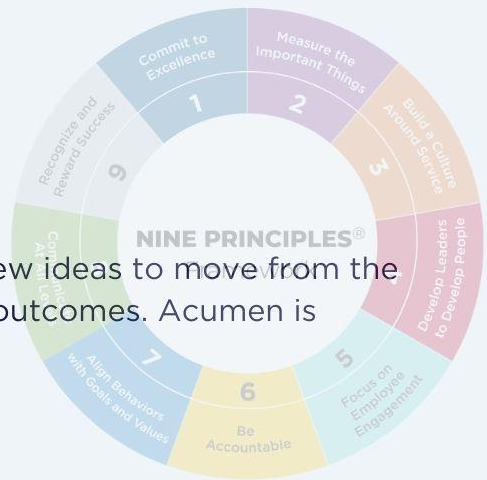 Commit to
Excellence
1
Measure the
Important Things
2
Build a Culture
Around Service
3
Develop Leaders
to Develop People
Focus on
Employee
Engagement
5
Be
Accountable
6
Align Behaviors
with Goals and Values
7
Recognize and
Reward Success
9
NINE PRINCIPLES®
ew ideas to move from the
outcomes. Acumen is